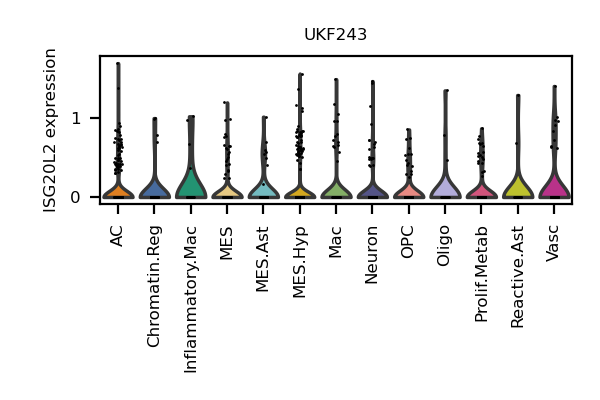 UKF243
ISG20L2 expression
1
0
AC
Chromatin.Reg
Inflammatory.Mac
MES
MES.Ast
MES.Hyp
Mac
Neuron
OPC
Oligo
Prolif.Metab
Reactive.Ast
Vasc